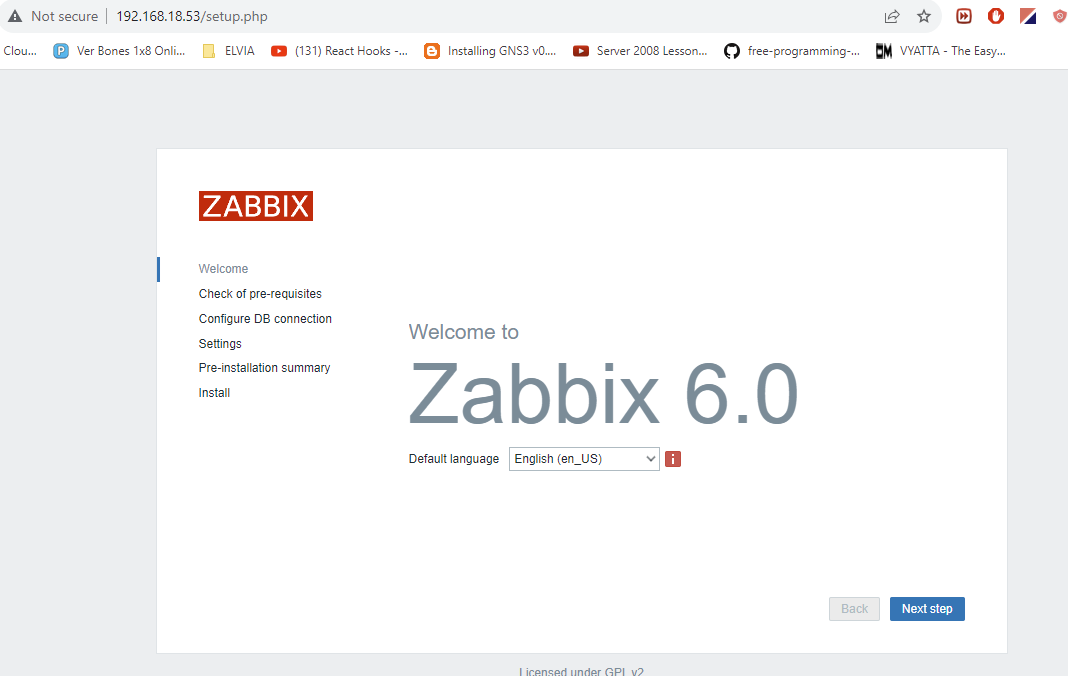 Not secure 192.168.18.53/setup.php
Clou... Ver Bones 1x8 Onli... ELVIA (131) React Hooks -... Installing GNS3 v0.... Server 2008 Lesson... free-programming-... VYATTA - The Easy...
ZABBIX
Welcome
Check of pre-requisites
Configure DB connection
Settings
Pre-installation summary
Install
Welcome to
Zabbix 6.0
Default language English (en_US)
Back Next step
Licensed under GPL v2